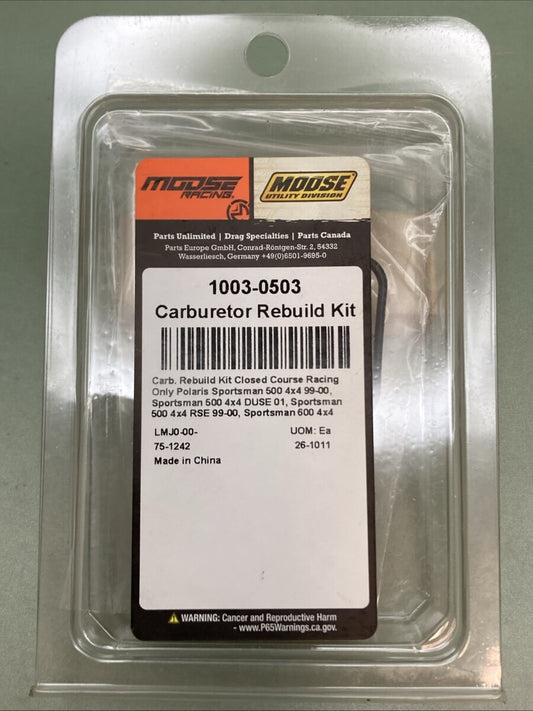 MOOSE RACING®
MOOSE
UTILITY DIVISION
Parts Unlimited | Drag Specialties | Parts Canada
Parts Europe GmbH, Conrad-Röntgen-Str. 2, 54332
Wasserliesch, Germany +49(0)6501-9695-0
1003-0503
Carburetor Rebuild Kit
Carb. Rebuild Kit Closed Course Racing
Only Polaris Sportsman 500 4x4 99-00,
Sportsman 500 4x4 DUSE 01, Sportsman
500 4x4 RSE 99-00, Sportsman 600 4x4
LMJ0-00- UOM: Ea
75-1242 26-1011
Made in China
WARNING: Cancer and Reproductive Harm
- www.P65Warnings.ca.gov.